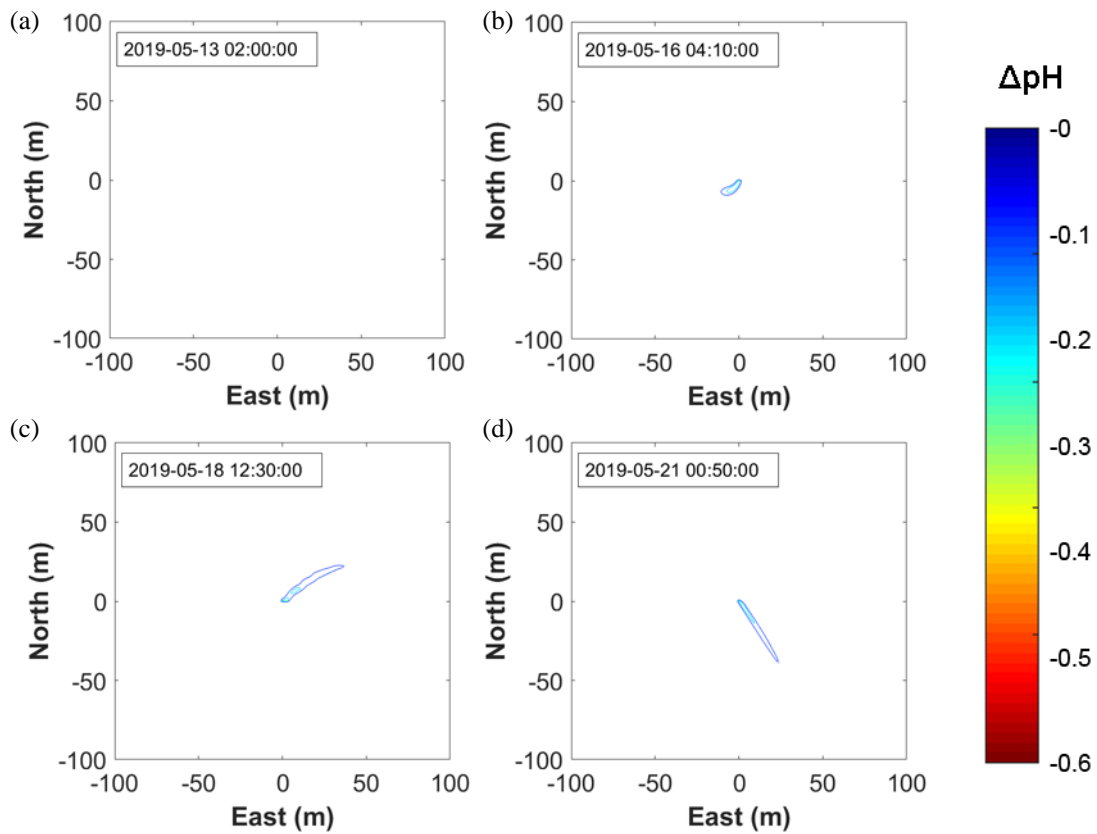 (a)
2019-05-13 02:00:00
100
50
0
-50
-100
North (m)
-100 -50 0 50 100
East (m)
(b)
2019-05-16 04:10:00
100
50
0
-50
-100
North (m)
-100 -50 0 50 100
East (m)
(c)
2019-05-18 12:30:00
100
50
0
-50
-100
North (m)
-100 -50 0 50 100
East (m)
(d)
2019-05-21 00:50:00
100
50
0
-50
-100
North (m)
-100 -50 0 50 100
East (m)
ΔpH
-0
-0.1
-0.2
-0.3
-0.4
-0.5
-0.6